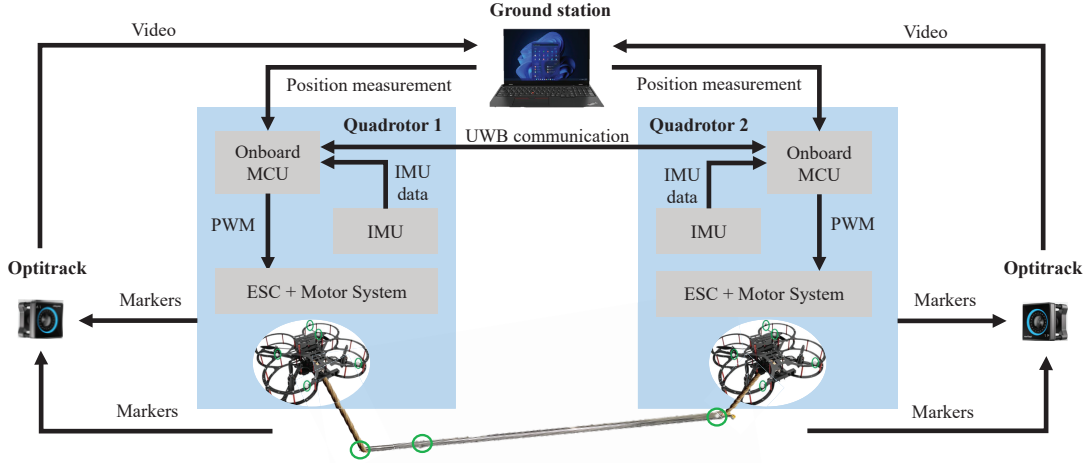 Ground station
Video
Video
Position measurement
Position measurement
Quadrotor 1
UWB communication
Quadrotor 2
Onboard
MCU
IMU
data
IMU
data
Onboard
MCU
PWM
IMU
IMU
PWM
Optitrack
Optitrack
ESC + Motor System
ESC + Motor System
Markers
Markers
Markers
Markers